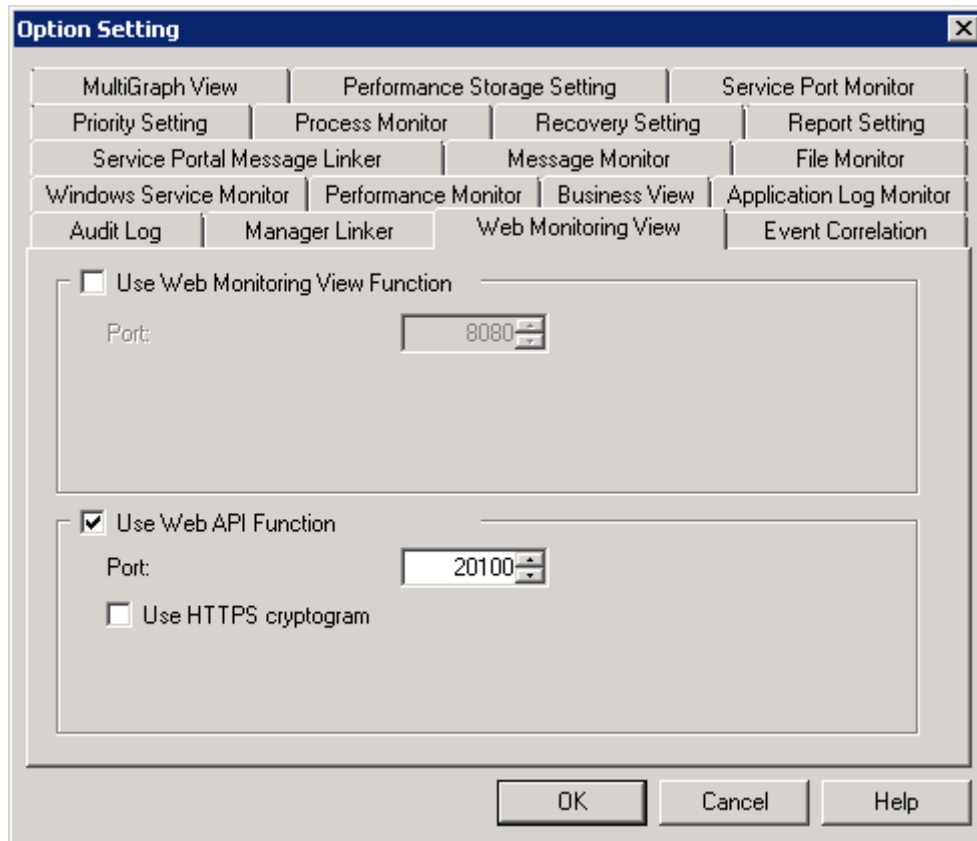 Option Setting
MultiGraph View Performance Storage Setting Service Port Monitor
Priority Setting Process Monitor Recovery Setting Report Setting
Service Portal Message Linker Message Monitor File Monitor
Windows Service Monitor Performance Monitor Business View Application Log Monitor
Audit Log Manager Linker Web Monitoring View Event Correlation
Use Web Monitoring View Function
Port: 8080
Use Web API Function
Port: 20100
Use HTTPS cryptogram
OK Cancel Help